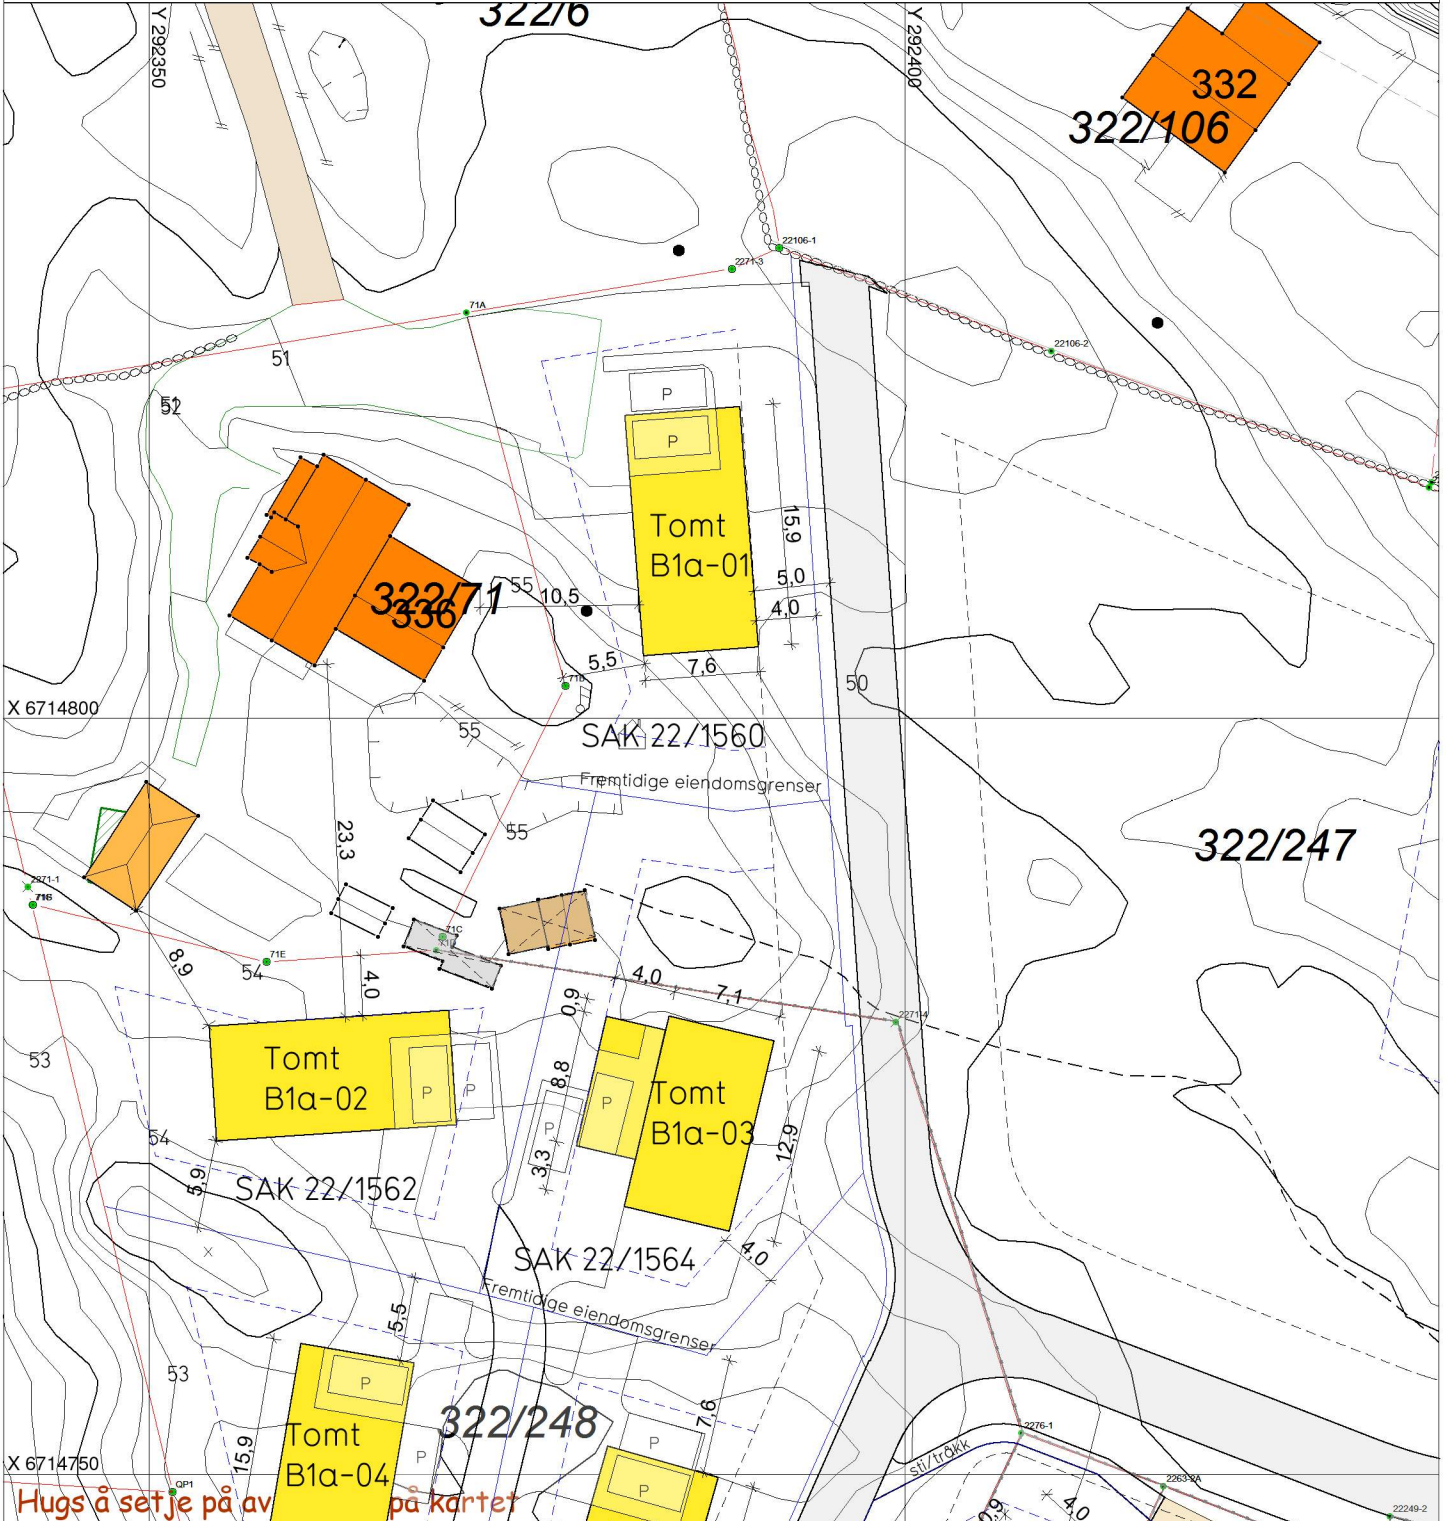 322/6
Y 292350
Y 292400
332
322/106
22106-1
2271-3
71A
22106-2
51
51
52
P
P
Tomt
B1a-01
15,9
5,0
4,0
322/71
336
55
10,5
5,5
7,6
71B
50
X 6714800
55
SAK 22/1560
Fremtidige eiendomsgrenser
55
23,3
322/247
2271-1
71E
54
71C
8,9
4,0
4,0
7,1
0,9
2271-4
53
Tomt
B1a-02
P
P
8,8
P
P
Tomt
B1a-03
3,3
12,9
54
5,9
SAK 22/1562
SAK 22/1564
4,0
Fremtidige eiendomsgrenser
5,5
53
P
322/248
7,6
2276-1
Tomt
B1a-04
15,9
P
P
P
sti/tråkk
X 6714750
QP1
2263-2A
Hugs å setje på av
på kartet
0,9
4,0
22249-2